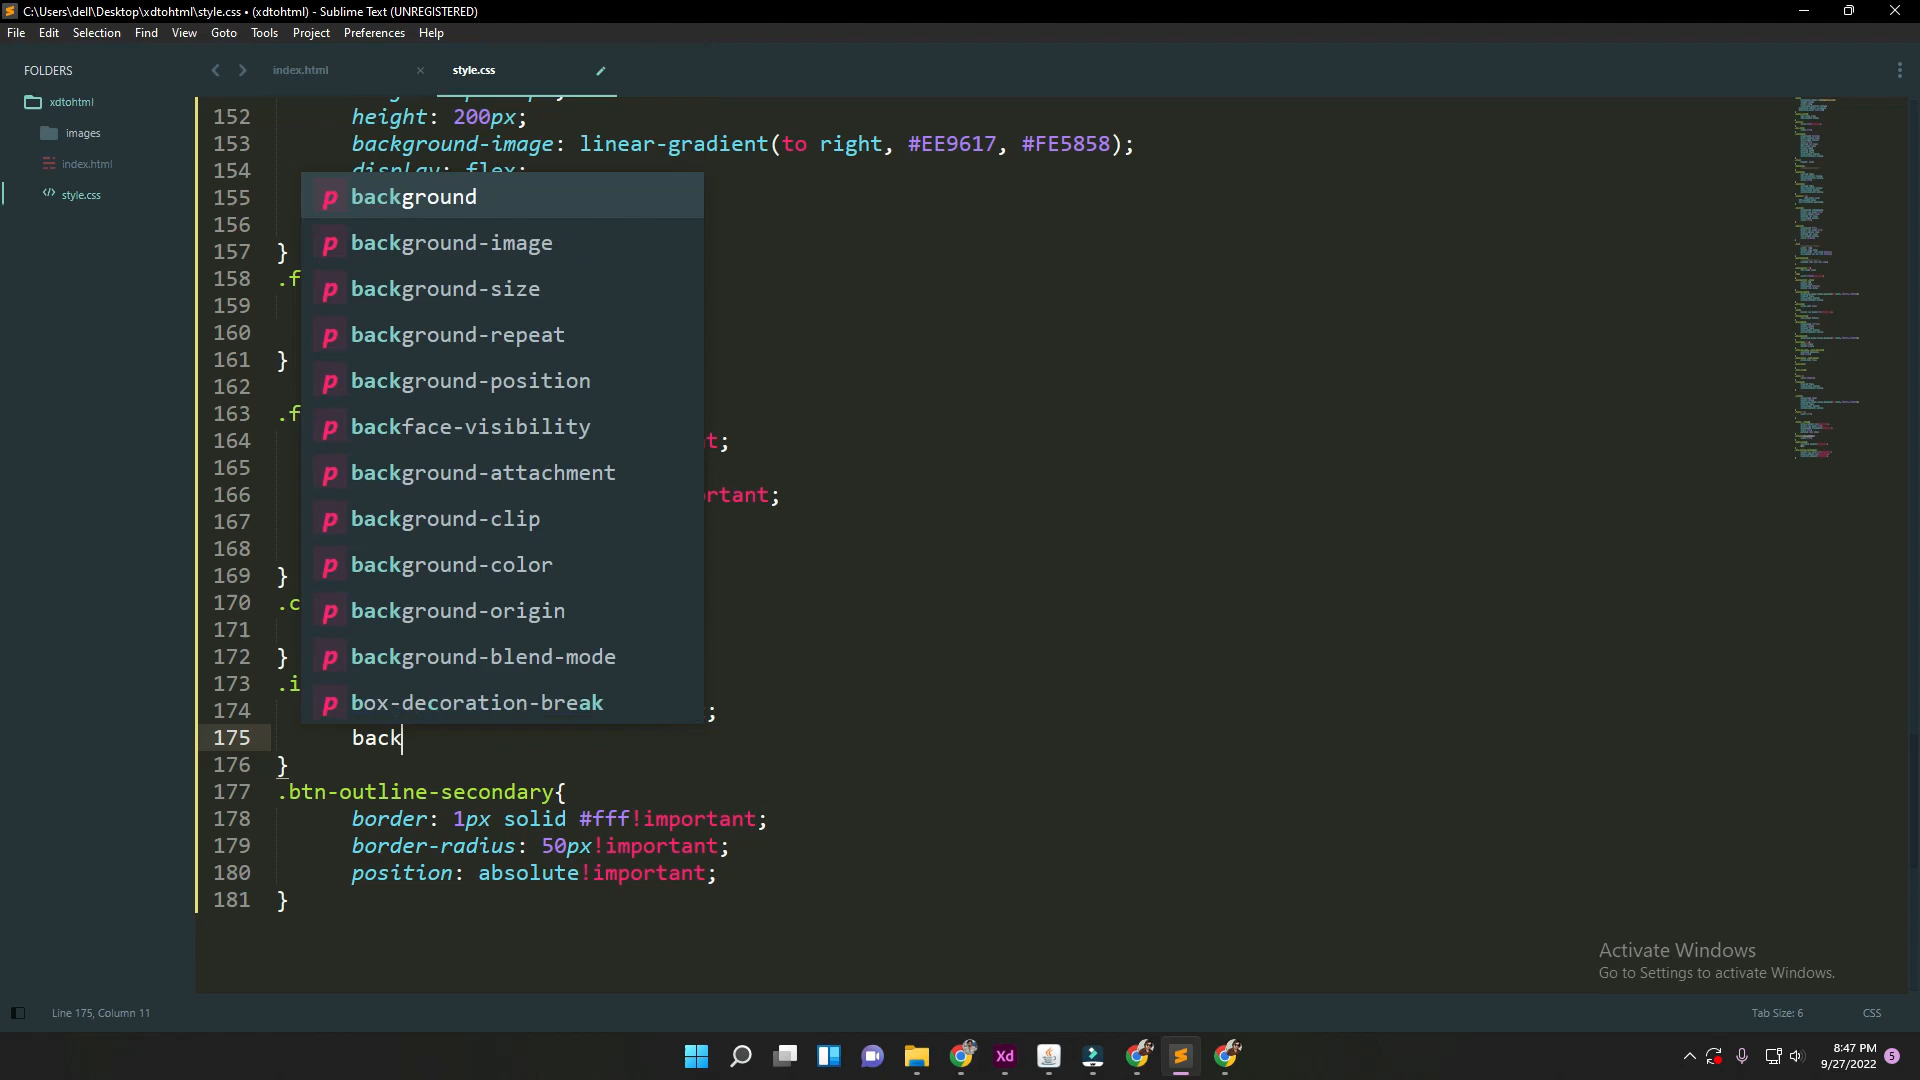 C:\Users\dell\Desktop\xdtohtml\style.css • (xdtohtml) - Sublime Text (UNREGISTERED)
File Edit Selection Find View Goto Tools Project Preferences Help
FOLDERS
xdtohtml
images
index.html
style.css
index.html
style.css
152 height: 200px;
153 background-image: linear-gradient(to right, #EE9617, #FE5858);
154 display: flex;
155
156
157 }
158 .f
159
160
161 }
162
163 .f
164 t;
165
166 rtant;
167
168
169 }
170 .c
171
172 }
173 .i
174 ;
175 back
176 }
177 .btn-outline-secondary{
178 border: 1px solid #fff!important;
179 border-radius: 50px!important;
180 position: absolute!important;
181 }
p background
p background-image
p background-size
p background-repeat
p background-position
p backface-visibility
p background-attachment
p background-clip
p background-color
p background-origin
p background-blend-mode
p box-decoration-break
Activate Windows
Go to Settings to activate Windows.
Line 175, Column 11
Tab Size: 6
CSS
Xd
8:47 PM
9/27/2022
5